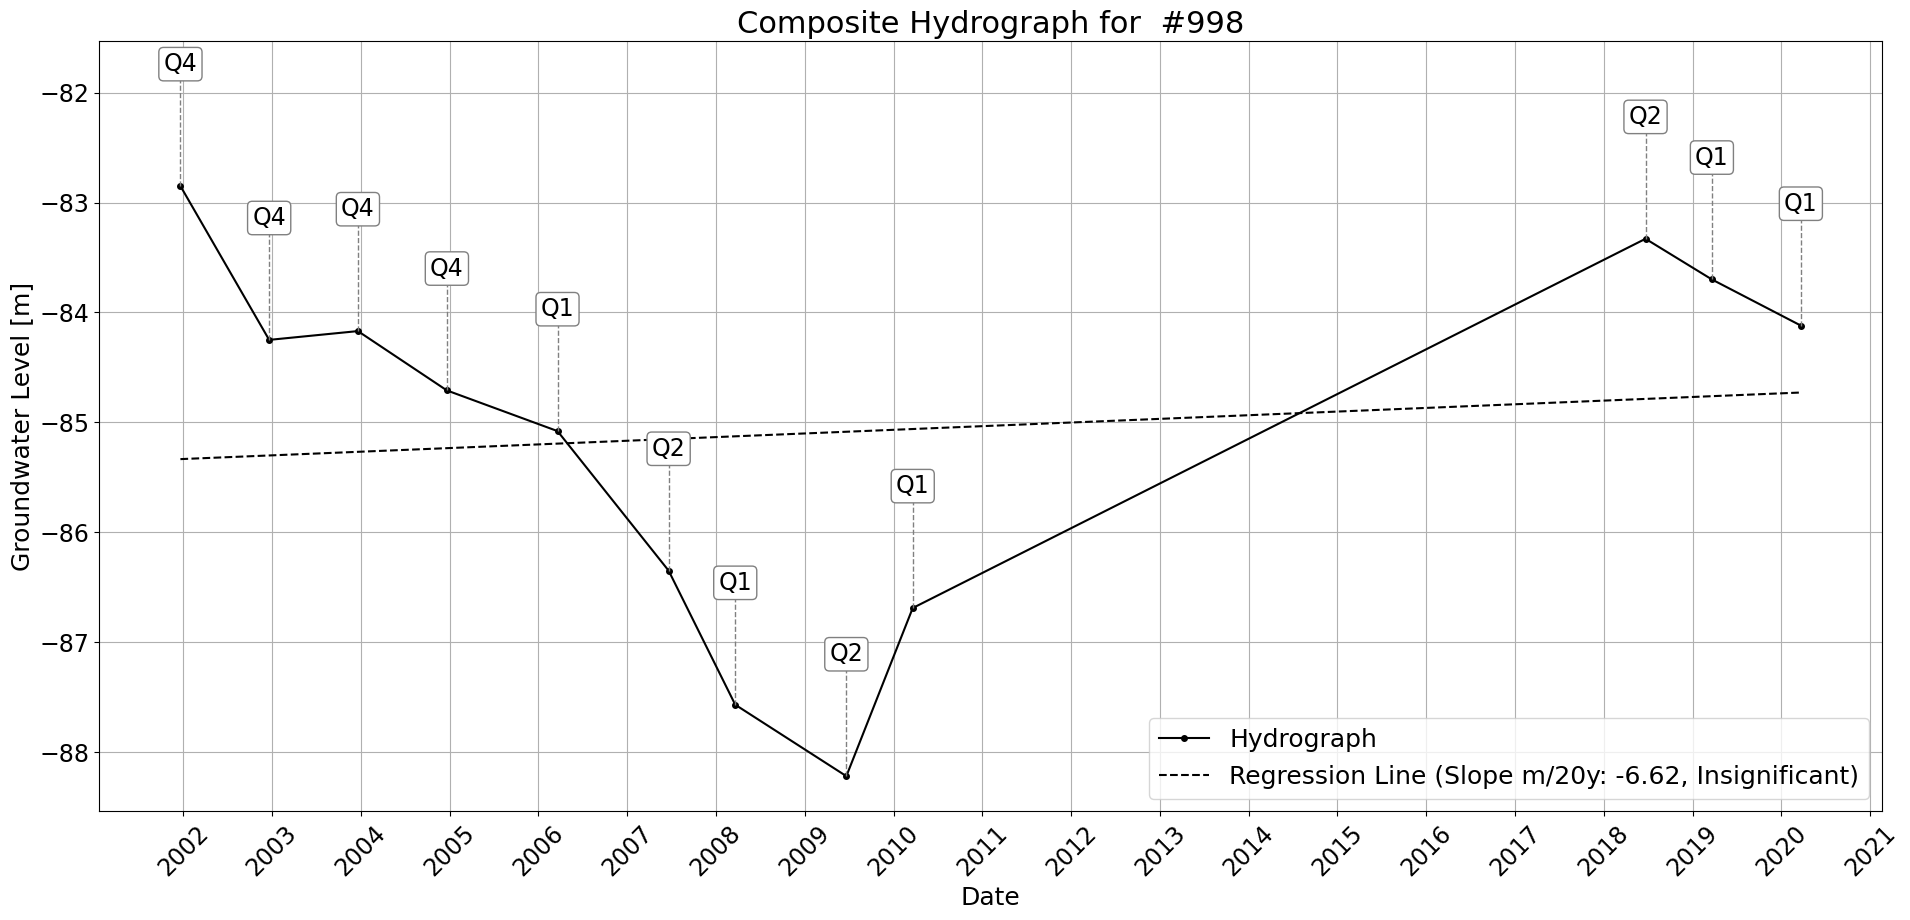 Composite Hydrograph for #998
Groundwater Level [m]
−82
−83
−84
−85
−86
−87
−88
Q4
Q4
Q4
Q4
Q1
Q2
Q1
Q2
Q1
Q2
Q1
Q1
Hydrograph
Regression Line (Slope m/20y: -6.62, Insignificant)
2002
2003
2004
2005
2006
2007
2008
2009
2010
2011
2012
2013
2014
2015
2016
2017
2018
2019
2020
2021
Date